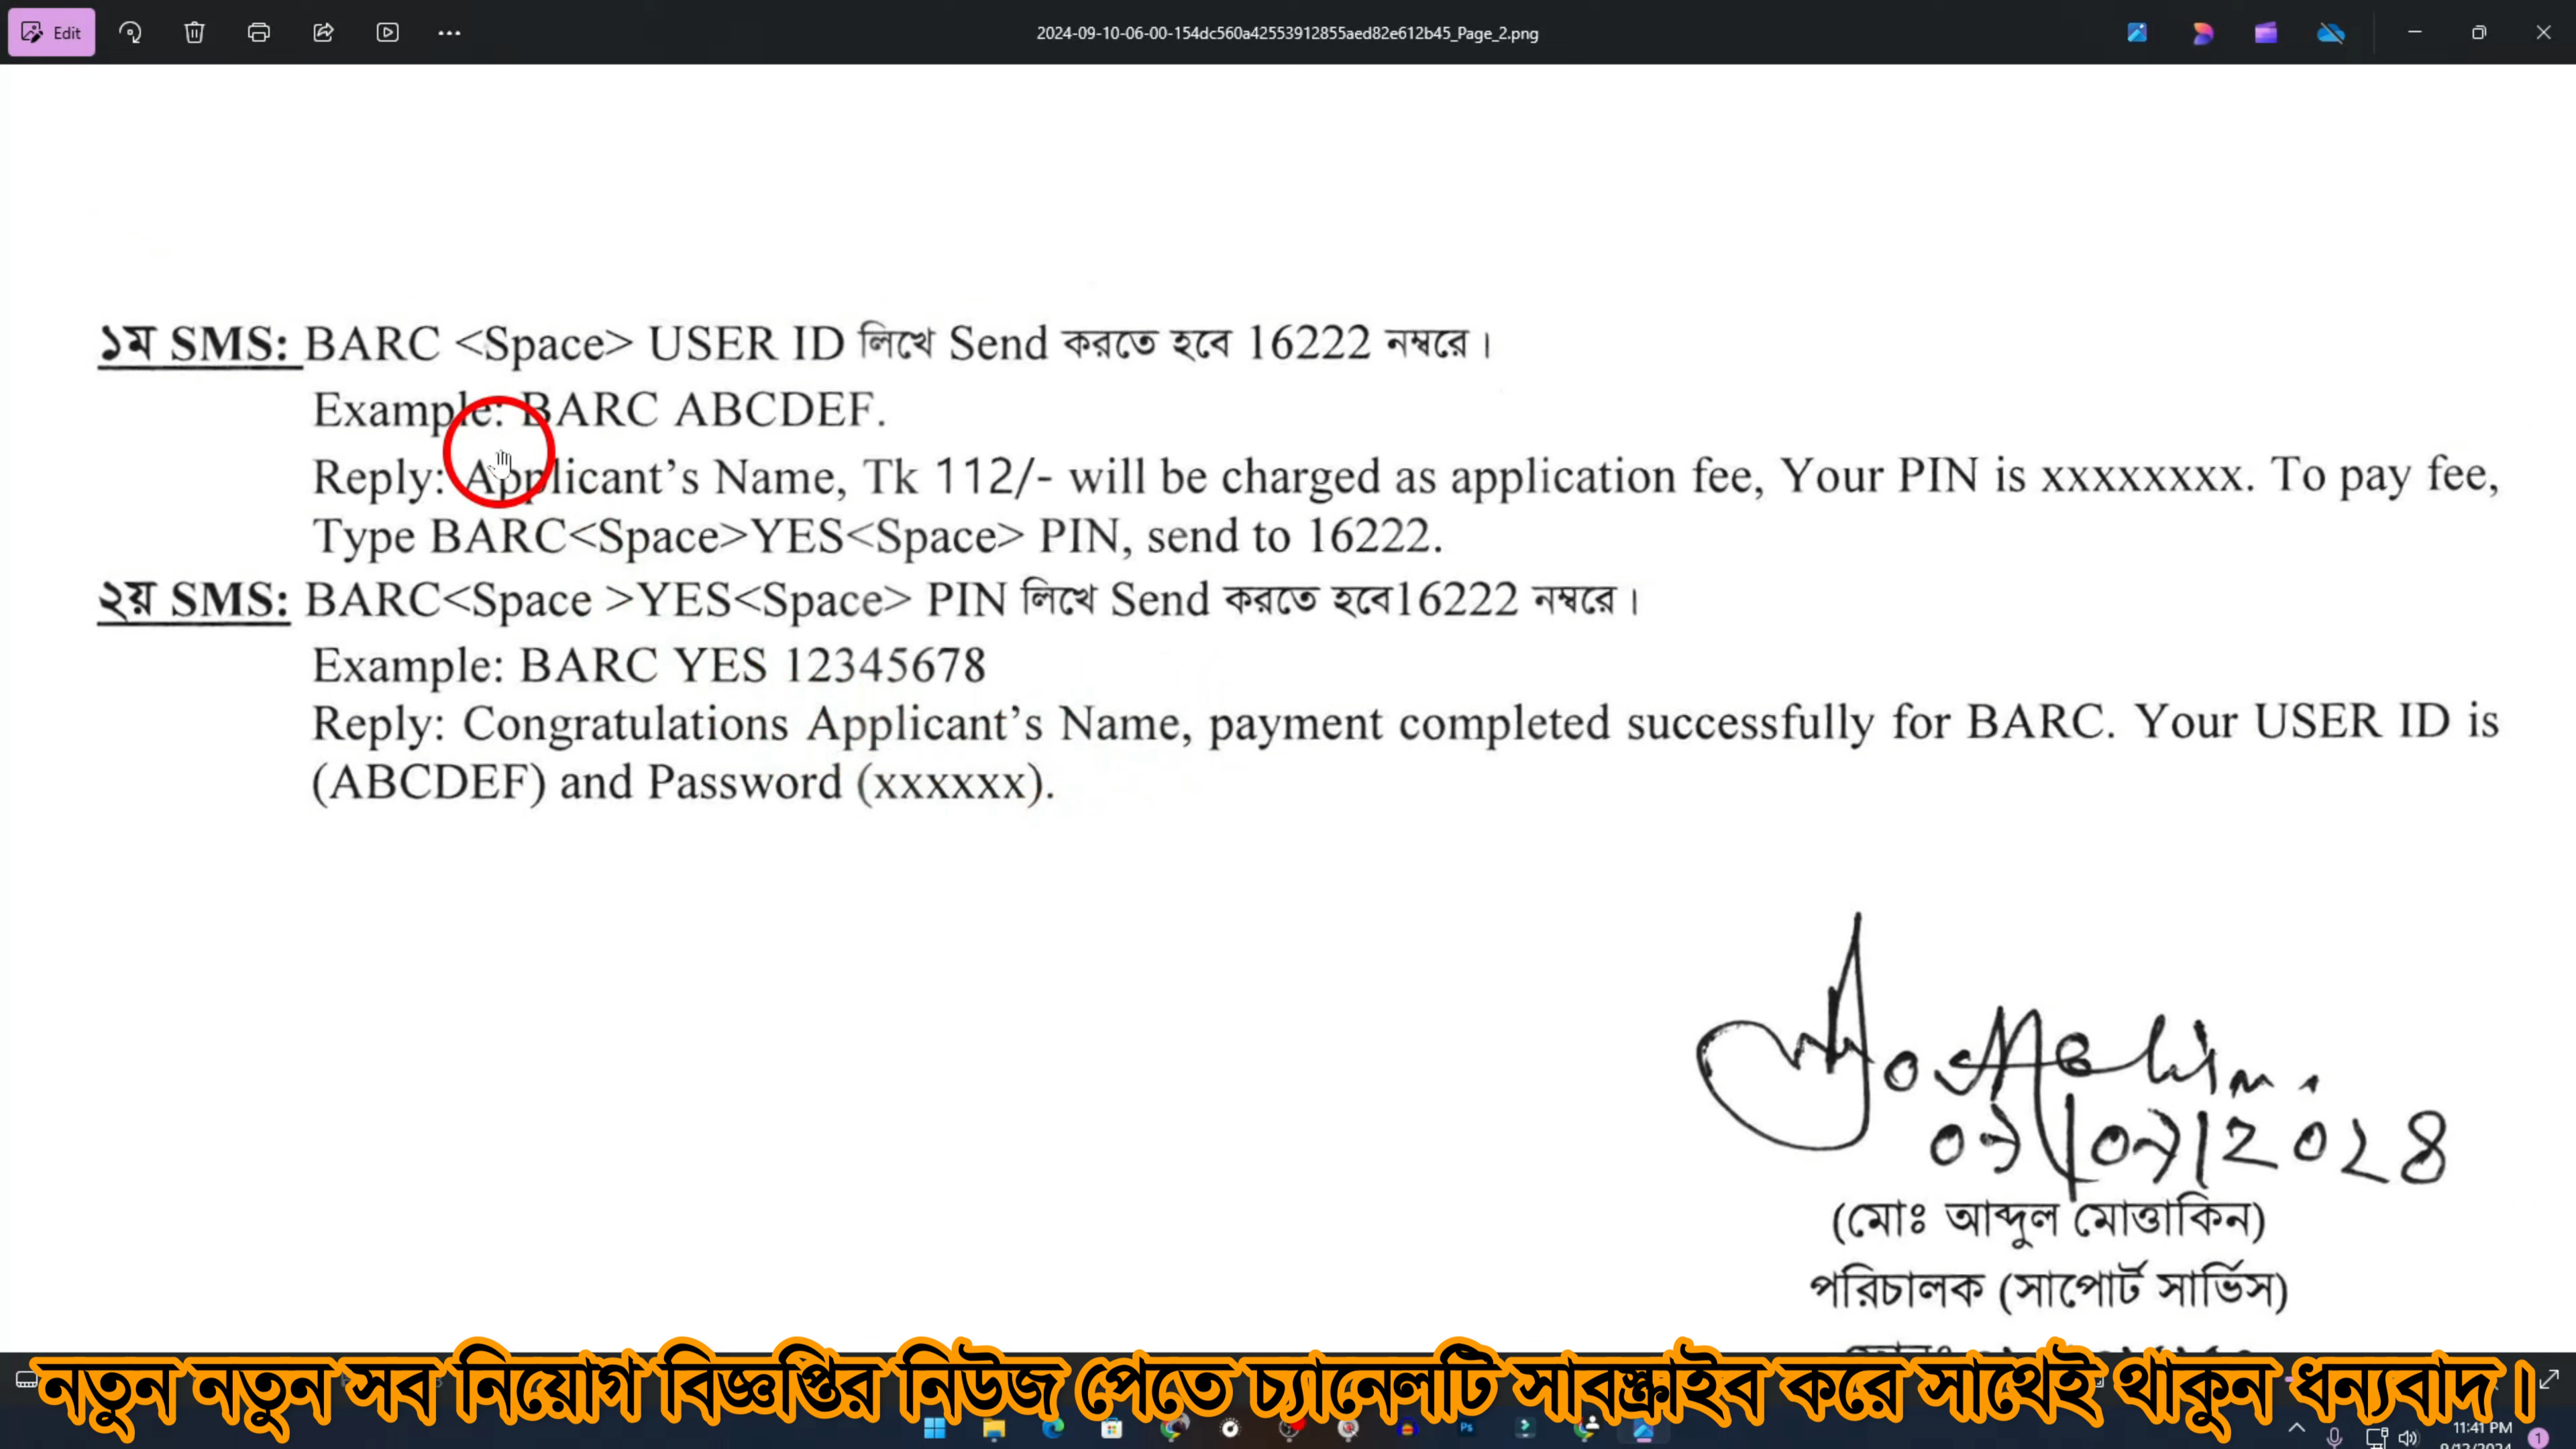 Edit
2024-09-10-06-00-154dc560a42553912855aed82e612b45_Page_2.png
১ম SMS: BARC <Space> USER ID লিখে Send করতে হবে 16222 নম্বরে।
Example: BARC ABCDEF.
Reply: Applicant's Name, Tk 112/- will be charged as application fee, Your PIN is xxxxxxxx. To pay fee,
Type BARC<Space>YES<Space> PIN, send to 16222.
২য় SMS: BARC<Space >YES<Space> PIN লিখে Send করতে হবে16222 নম্বরে।
Example: BARC YES 12345678
Reply: Congratulations Applicant's Name, payment completed successfully for BARC. Your USER ID is
(ABCDEF) and Password (xxxxxx).
(মোঃ আব্দুল মোত্তাকিন)
পরিচালক (সাপোর্ট সার্ভিস)
নতুন নতুন সব নিয়োগ বিজ্ঞপ্তির নিউজ পেতে চ্যানেলটি সাবস্ক্রাইব করে সাথেই থাকুন ধন্যবাদ।
11:41 PM